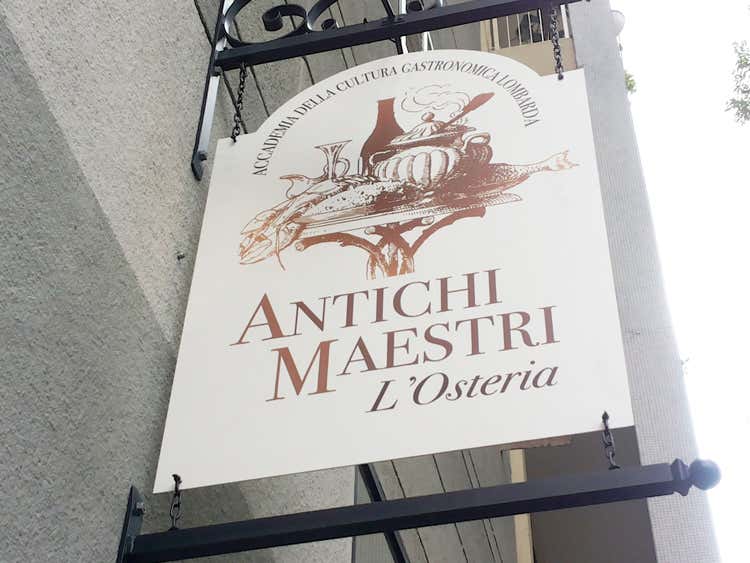 ACCADEMIA DELLA CULTURA GASTRONOMICA LOMBARDA
ANTICHI
MAESTRI
L'Osteria